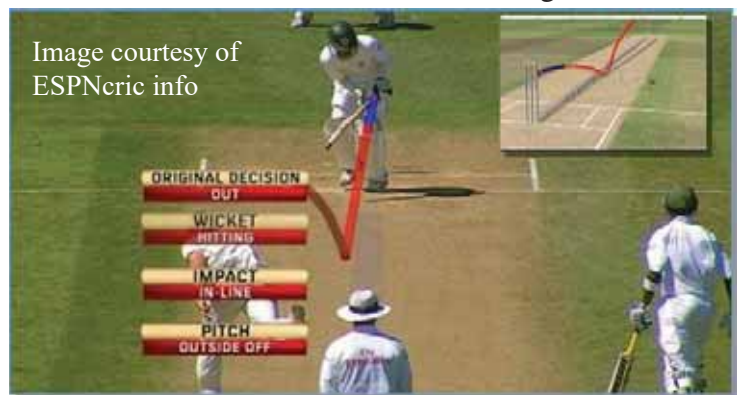 Image courtesy of
ESPNcric info
ORIGINAL DECISION
OUT
WICKET
HITTING
IMPACT
IN-LINE
PITCH
OUTSIDE OFF